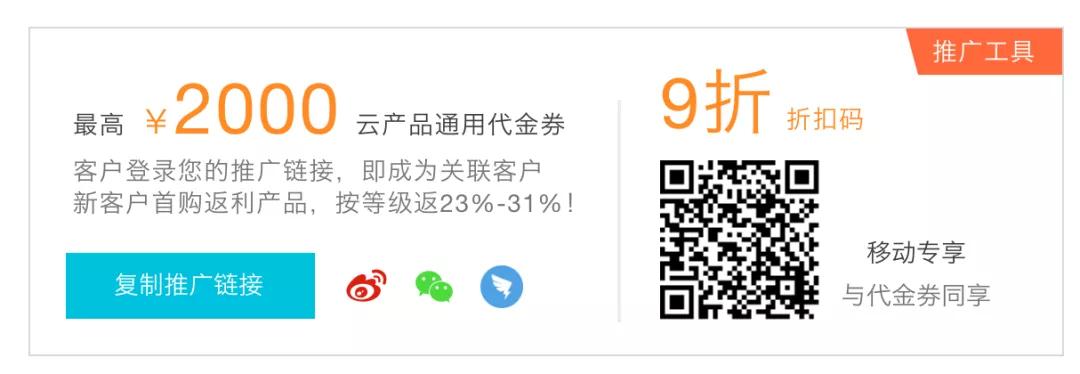 推广工具
最高 ¥2000 云产品通用代金券
客户登录您的推广链接，即成为关联客户
新客户首购返利产品，按等级返23%-31%！
复制推广链接
9折 折扣码
移动专享
与代金券同享